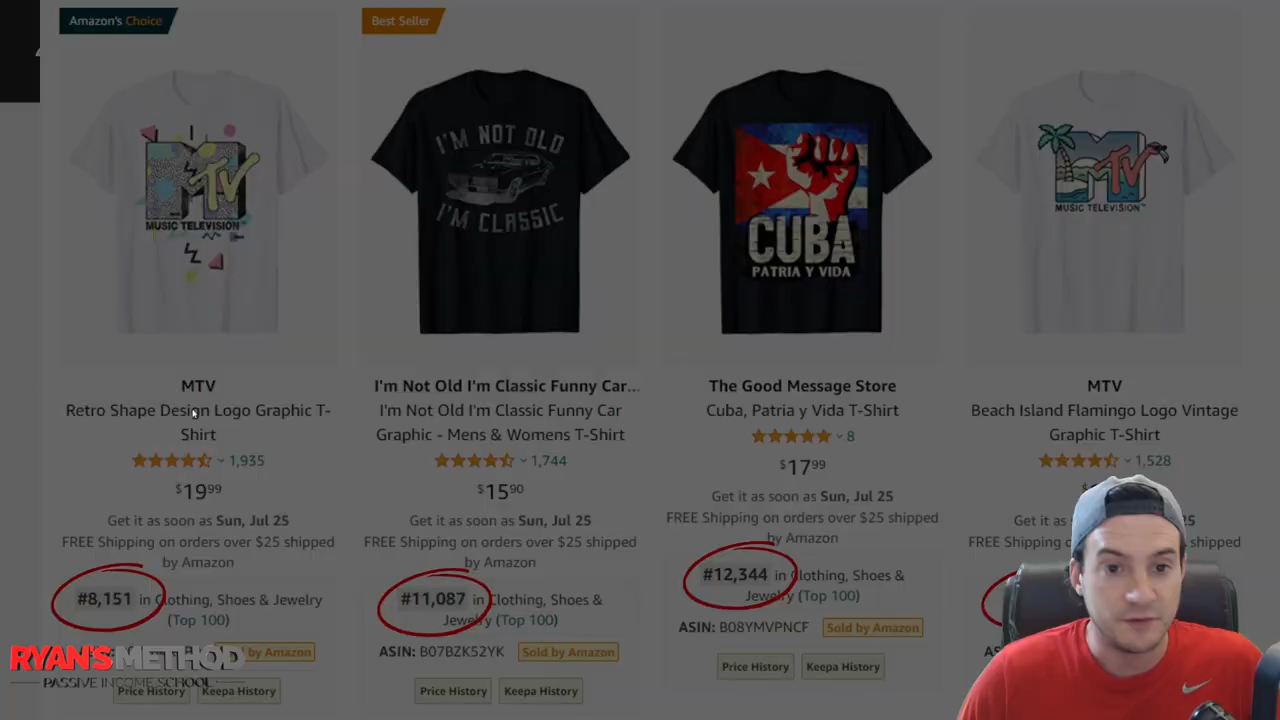 Amazon's Choice
Best Seller
MTV
MUSIC TELEVISION
I'M NOT OLD
I'M CLASSIC
CUBA
PATRIA Y VIDA
MTV
MUSIC TELEVISION™
MTV
Retro Shape Design Logo Graphic T-
Shirt
1,935
$19.99
Get it as soon as Sun, Jul 25
FREE Shipping on orders over $25 shipped
by Amazon
#8,151 in Clothing, Shoes & Jewelry
(Top 100)
by Amazon
Price History
Keepa History
I'm Not Old I'm Classic Funny Car...
I'm Not Old I'm Classic Funny Car
Graphic - Mens & Womens T-Shirt
1,744
$15.90
Get it as soon as Sun, Jul 25
FREE Shipping on orders over $25 shipped
by Amazon
#11,087 in Clothing, Shoes &
Jewelry (Top 100)
ASIN: B07BZK52YK Sold by Amazon
Price History
Keepa History
The Good Message Store
Cuba, Patria y Vida T-Shirt
8
$17.99
Get it as soon as Sun, Jul 25
FREE Shipping on orders over $25 shipped
by Amazon
#12,344 in Clothing, Shoes &
Jewelry (Top 100)
ASIN: B08YMVPNCF Sold by Amazon
Price History
Keepa History
MTV
Beach Island Flamingo Logo Vintage
Graphic T-Shirt
1,528
Get it as
FREE Shipping
RYAN'S METHOD
PASSIVE INCOME SCHOOL